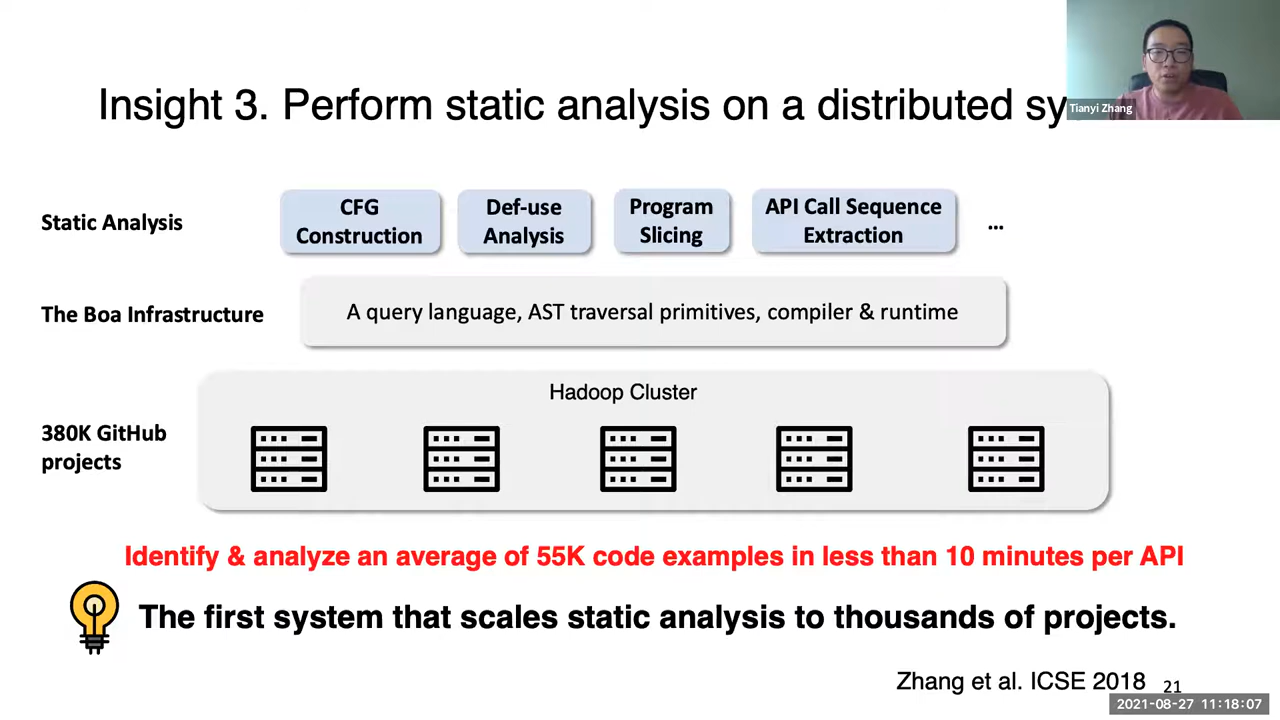 Insight 3. Perform static analysis on a distributed sy
Tianyi Zhang
Static Analysis
CFG
Construction
Def-use
Analysis
Program
Slicing
API Call Sequence
Extraction
...
The Boa Infrastructure
A query language, AST traversal primitives, compiler & runtime
380K GitHub
projects
Hadoop Cluster
Identify & analyze an average of 55K code examples in less than 10 minutes per API
The first system that scales static analysis to thousands of projects.
Zhang et al. ICSE 2018
21
2021-08-27 11:18:07